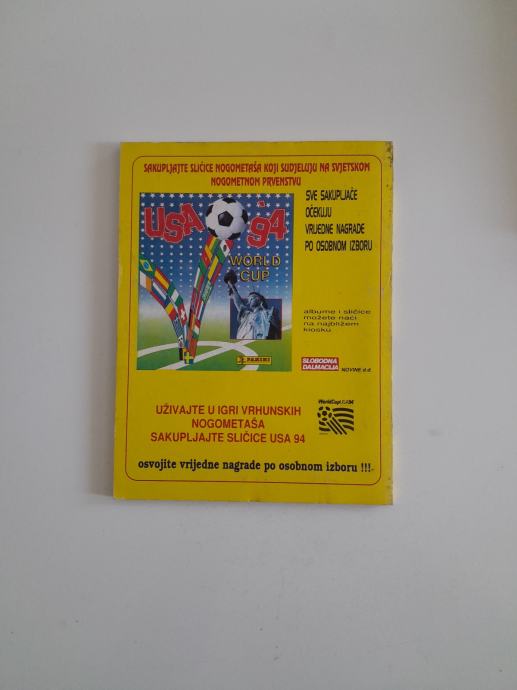 SAKUPLJAJTE SLIČICE NOGOMETAŠA KOJI SUDJELUJU NA SVJETSKOM
NOGOMETNOM PRVENSTVU
USA '94
WORLD
CUP
PANINI
SVE SAKUPLJAČE
OČEKUJU
VRIJEDNE NAGRADE
PO OSOBNOM IZBORU
albume i sličice
možete naći
na najbližem
kiosku
SLOBODNA
DALMACIJA
NOVINE d.d.
UŽIVAJTE U IGRI VRHUNSKIH
NOGOMETAŠA
SAKUPLJAJTE SLIČICE USA 94
WorldCupUSA94
osvojite vrijedne nagrade po osobnom izboru !!!